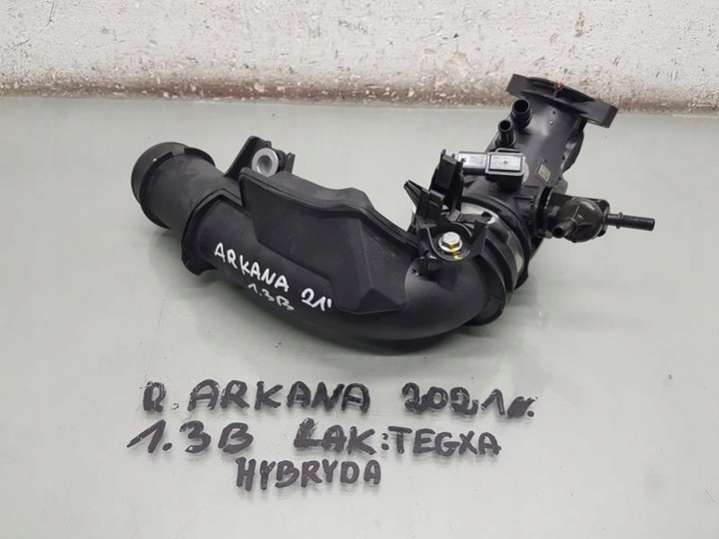 ARKANA 21'
1.3B
R. ARKANA 2021r.
1.3B LAK:TEGXA
HYBRYDA